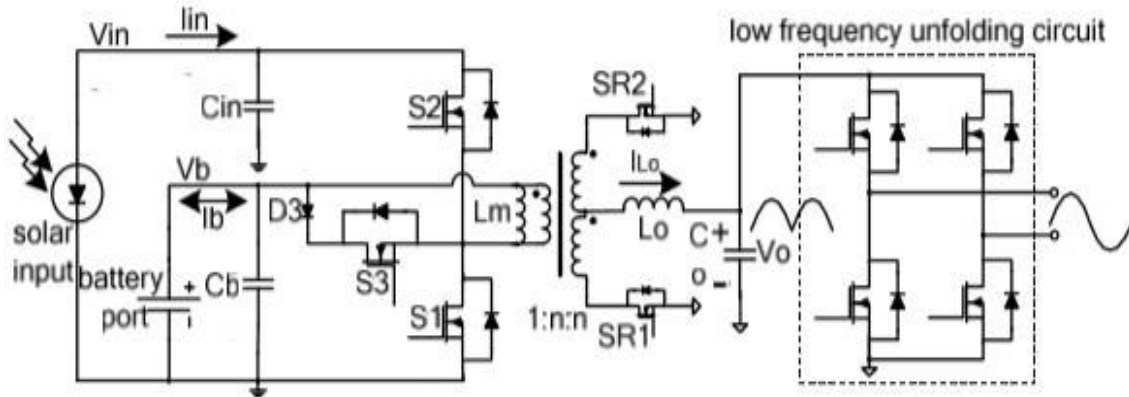 Vin
Iin
low frequency unfolding circuit
SR2
Cin
S2
Vb
ILo
D3
Ib
Lm
Lo
C + Vo
o -
solar
input
battery
port
+
Cb
S3
S1
1:n:n
SR1